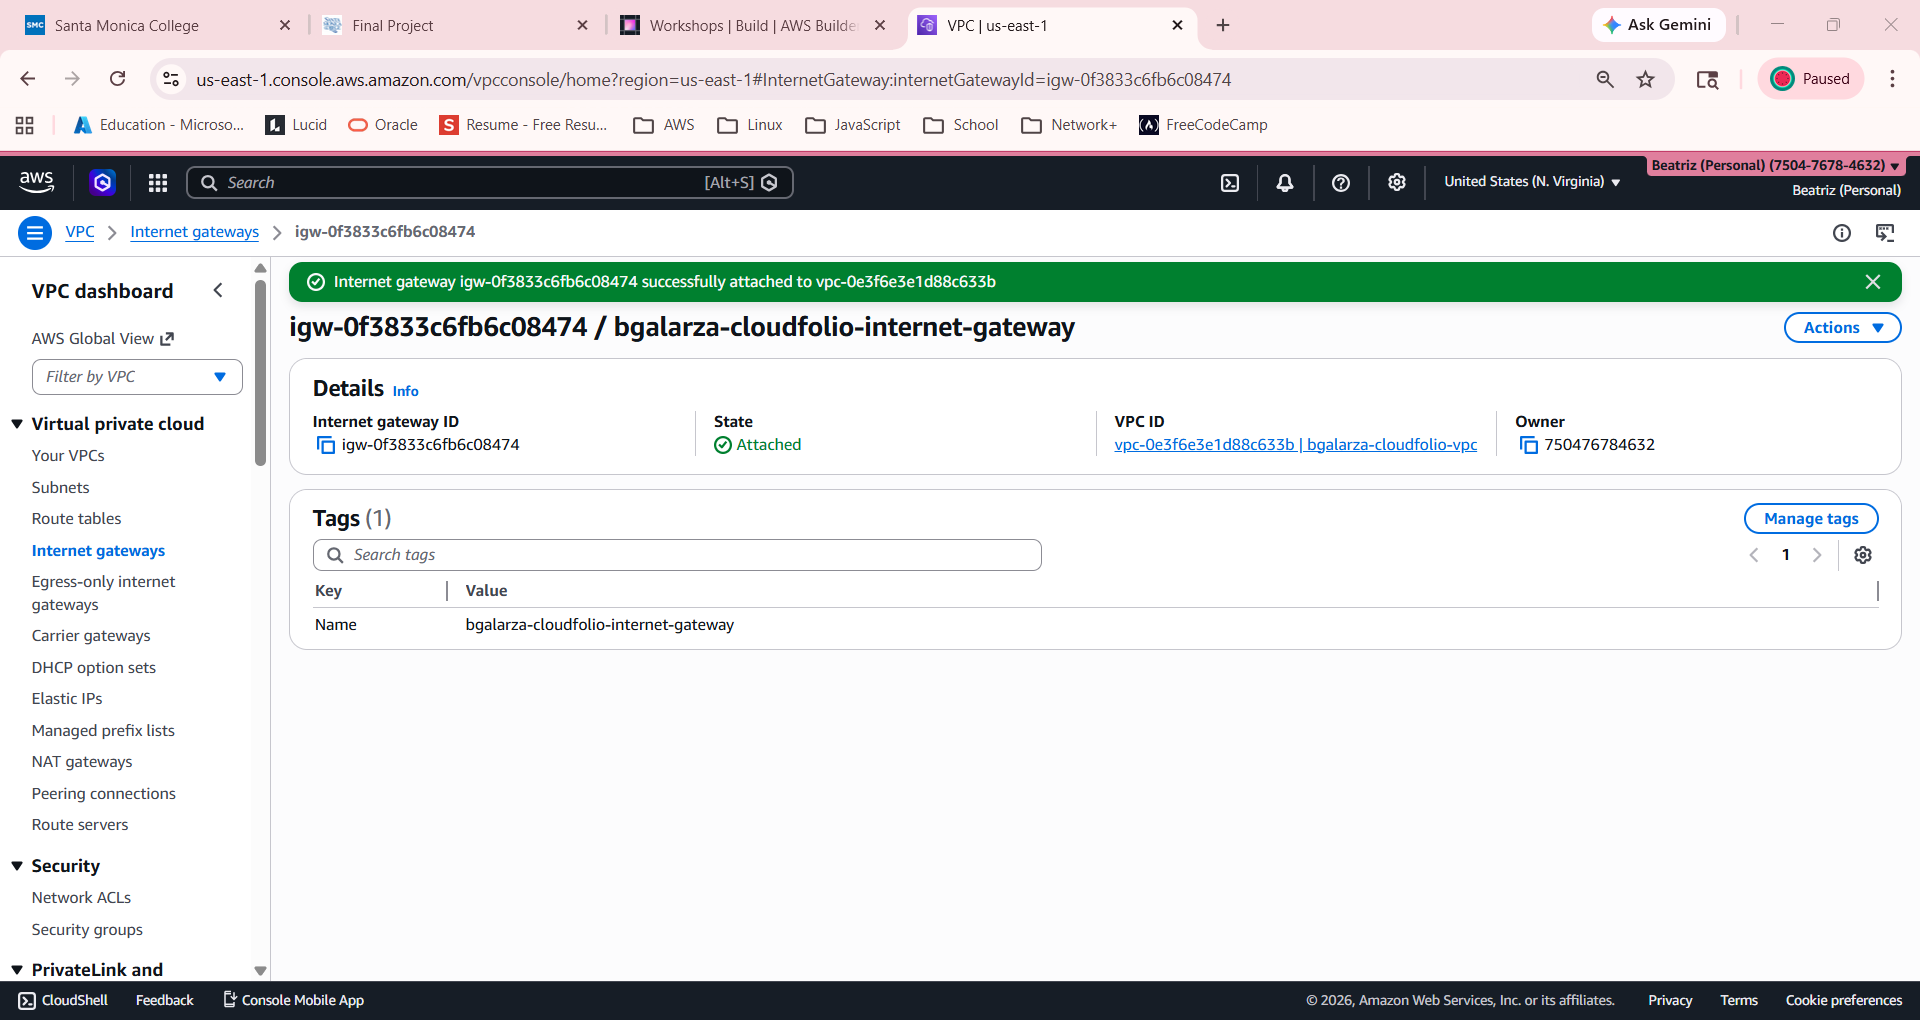 Santa Monica College
Final Project
Workshops | Build | AWS Builde
VPC | us-east-1
Ask Gemini
us-east-1.console.aws.amazon.com/vpcconsole/home?region=us-east-1#InternetGateway:internetGatewayId=igw-0f3833c6fb6c08474
Paused
Education - Microso...
Lucid
Oracle
Resume - Free Resu...
AWS
Linux
JavaScript
School
Network+
FreeCodeCamp
aws
Search
[Alt+S]
United States (N. Virginia)
Beatriz (Personal) (7504-7678-4632)
Beatriz (Personal)
VPC
Internet gateways
igw-0f3833c6fb6c08474
VPC dashboard
AWS Global View
Filter by VPC
Virtual private cloud
Your VPCs
Subnets
Route tables
Internet gateways
Egress-only internet
gateways
Carrier gateways
DHCP option sets
Elastic IPs
Managed prefix lists
NAT gateways
Peering connections
Route servers
Security
Network ACLs
Security groups
PrivateLink and
Internet gateway igw-0f3833c6fb6c08474 successfully attached to vpc-0e3f6e3e1d88c633b
igw-0f3833c6fb6c08474 / bgalarza-cloudfolio-internet-gateway
Actions
Details Info
Internet gateway ID
igw-0f3833c6fb6c08474
State
Attached
VPC ID
vpc-0e3f6e3e1d88c633b | bgalarza-cloudfolio-vpc
Owner
750476784632
Tags (1)
Manage tags
Search tags
1
Key
Value
Name
bgalarza-cloudfolio-internet-gateway
CloudShell
Feedback
Console Mobile App
© 2026, Amazon Web Services, Inc. or its affiliates.
Privacy
Terms
Cookie preferences